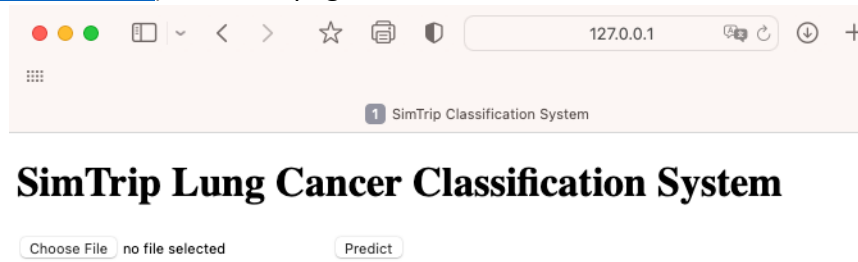 127.0.0.1
1 SimTrip Classification System
SimTrip Lung Cancer Classification System
Choose File no file selected Predict